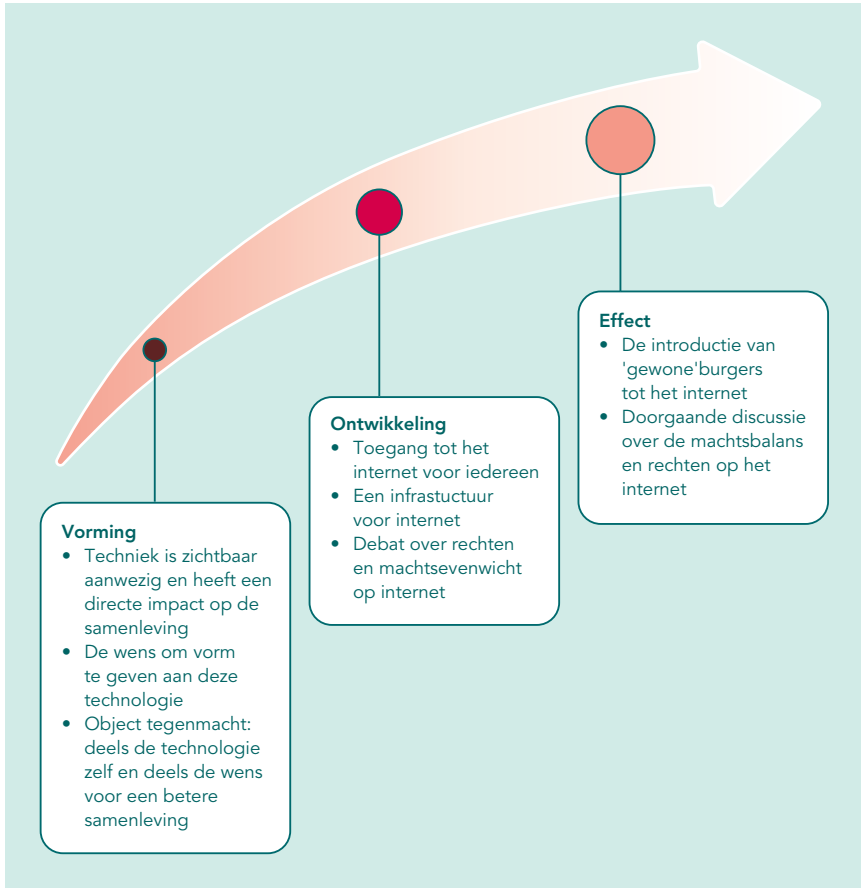 Vorming
• Techniek is zichtbaar
aanwezig en heeft een
directe impact op de
samenleving
• De wens om vorm
te geven aan deze
technologie
• Object tegenmacht:
deels de technologie
zelf en deels de wens
voor een betere
samenleving
Ontwikkeling
• Toegang tot het
internet voor iedereen
• Een infrastuctuur
voor internet
• Debat over rechten
en machtsevenwicht
op internet
Effect
• De introductie van
'gewone'burgers
tot het internet
• Doorgaande discussie
over de machtsbalans
en rechten op het
internet